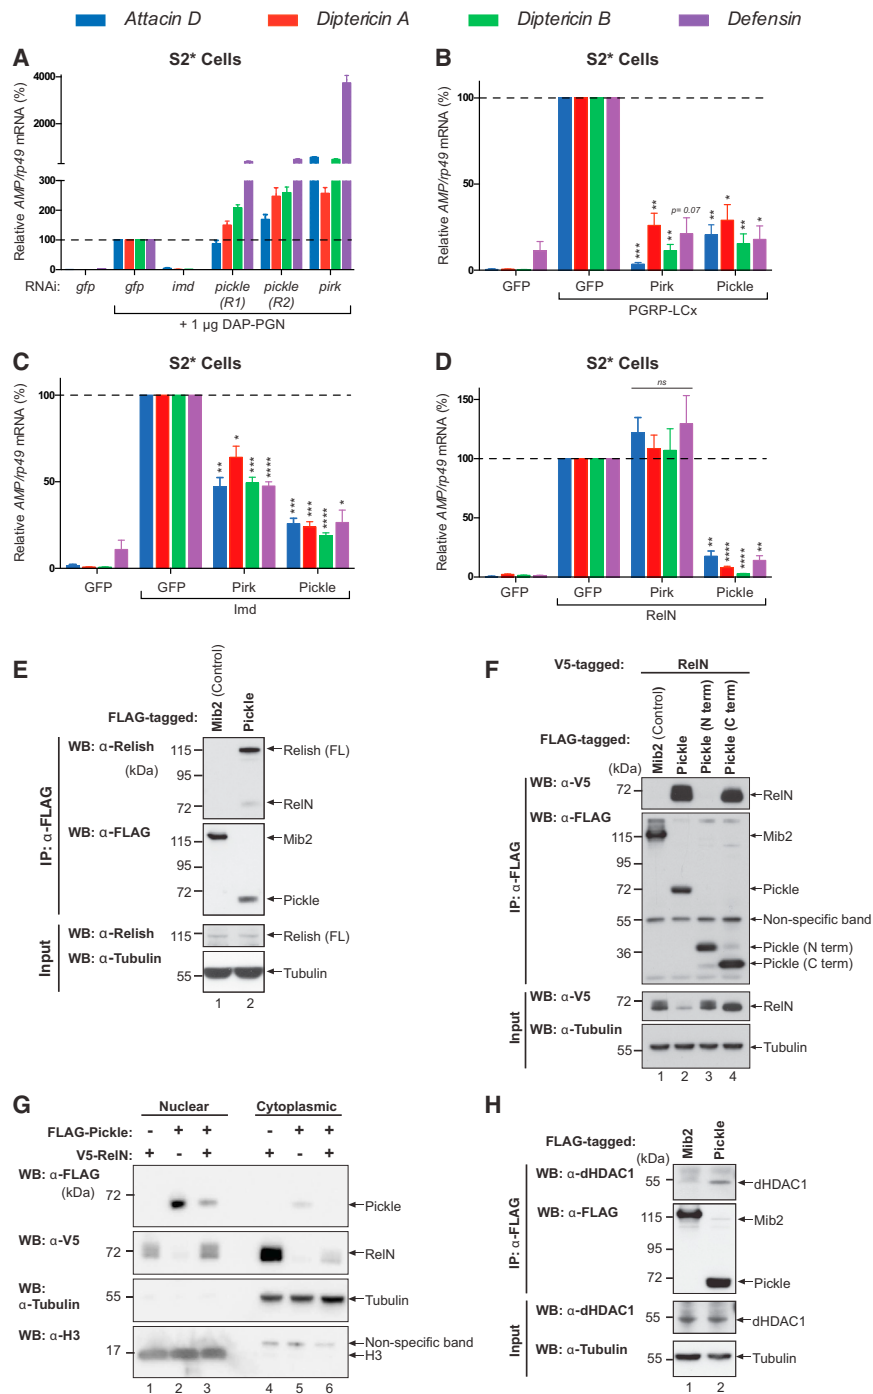 Attacin D Diptericin A Diptericin B Defensin
A
S2* Cells
Relative AMP/rp49 mRNA (%)
4000
2000
300
200
100
0
RNAi: gfp gfp imd pickle (R1) pickle (R2) pirk
+ 1 µg DAP-PGN
B
S2* Cells
Relative AMP/rp49 mRNA (%)
100
50
0
*** ** ** p= 0.07 ** * ** *
GFP GFP Pirk Pickle
PGRP-LCx
C
S2* Cells
Relative AMP/rp49 mRNA (%)
100
50
0
** * *** **** *** *** **** *
GFP GFP Pirk Pickle
Imd
D
S2* Cells
Relative AMP/rp49 mRNA (%)
150
100
50
0
ns
** **** **** **
GFP GFP Pirk Pickle
RelN
E
FLAG-tagged: Mib2 (Control) Pickle
IP: α-FLAG
WB: α-Relish
(kDa)
115 Relish (FL)
95
72 RelN
WB: α-FLAG
115 Mib2
95
72 Pickle
Input
WB: α-Relish 115 Relish (FL)
WB: α-Tubulin
55 Tubulin
1 2
F
V5-tagged: RelN
FLAG-tagged: Mib2 (Control) Pickle Pickle (N term) Pickle (C term)
(kDa)
IP: α-FLAG
WB: α-V5 72 RelN
WB: α-FLAG
115 Mib2
95
72 Pickle
55 Non-specific band
36 Pickle (N term)
Pickle (C term)
Input
WB: α-V5 72 RelN
WB: α-Tubulin
55 Tubulin
1 2 3 4
G
Nuclear Cytoplasmic
FLAG-Pickle: - + + - + +
V5-RelN: + - + + - +
WB: α-FLAG
(kDa) 72 Pickle
WB: α-V5
72 RelN
WB: α-Tubulin 55 Tubulin
WB: α-H3 Non-specific band
17 H3
1 2 3 4 5 6
H
FLAG-tagged: Mib2 Pickle
(kDa)
IP: α-FLAG
WB: α-dHDAC1
55 dHDAC1
WB: α-FLAG
115 Mib2
95
72 Pickle
Input
WB: α-dHDAC1 55 dHDAC1
WB: α-Tubulin
55 Tubulin
1 2